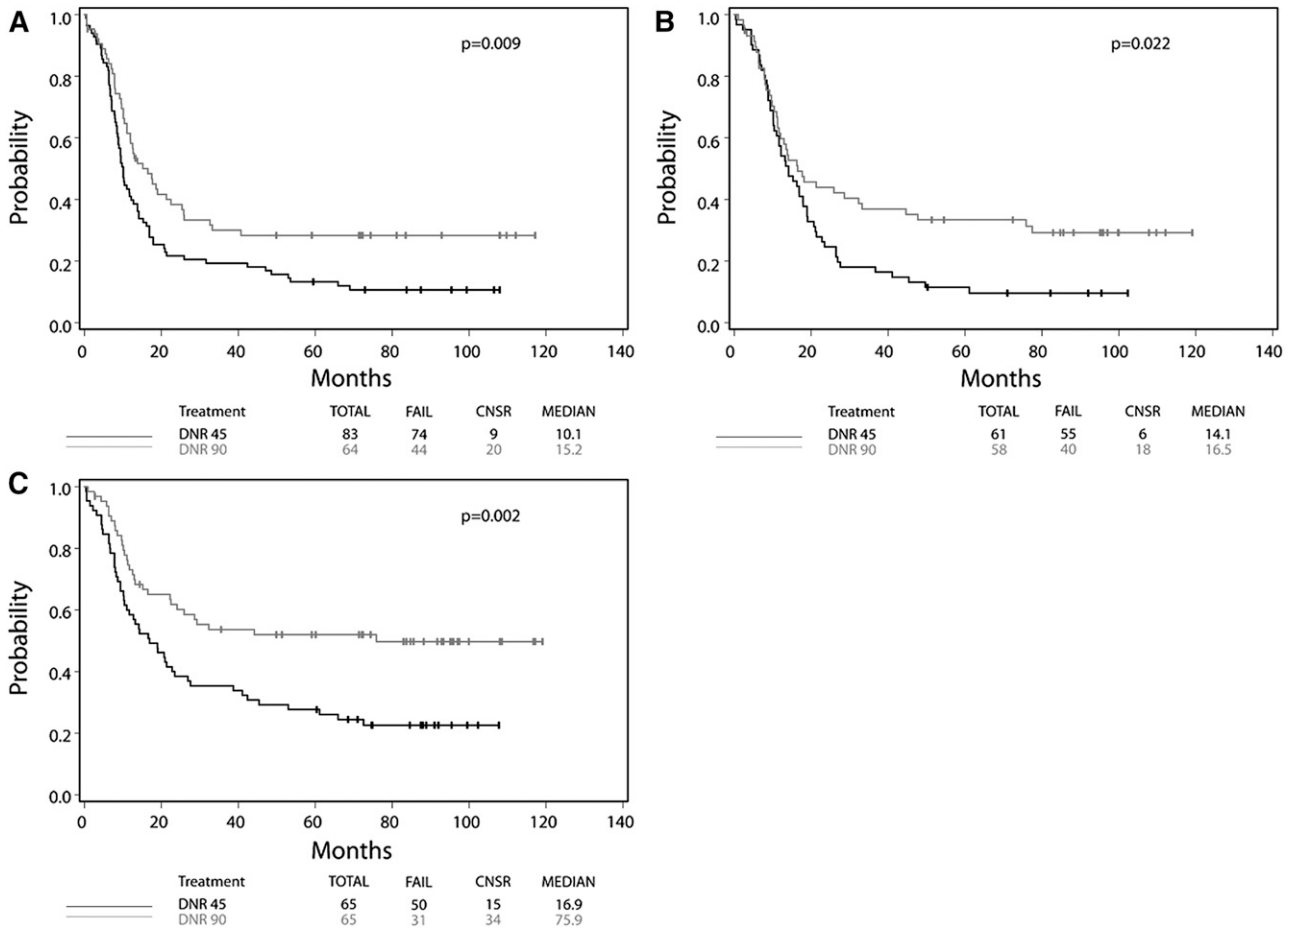 A
1.0
0.8
0.6
0.4
0.2
0.0
Probability
p=0.009
0 20 40 60 80 100 120 140
Months
Treatment TOTAL FAIL CNSR MEDIAN
DNR 45 83 74 9 10.1
DNR 90 64 44 20 15.2
B
1.0
0.8
0.6
0.4
0.2
0.0
Probability
p=0.022
0 20 40 60 80 100 120 140
Months
Treatment TOTAL FAIL CNSR MEDIAN
DNR 45 61 55 6 14.1
DNR 90 58 40 18 16.5
C
1.0
0.8
0.6
0.4
0.2
0.0
Probability
p=0.002
0 20 40 60 80 100 120 140
Months
Treatment TOTAL FAIL CNSR MEDIAN
DNR 45 65 50 15 16.9
DNR 90 65 31 34 75.9